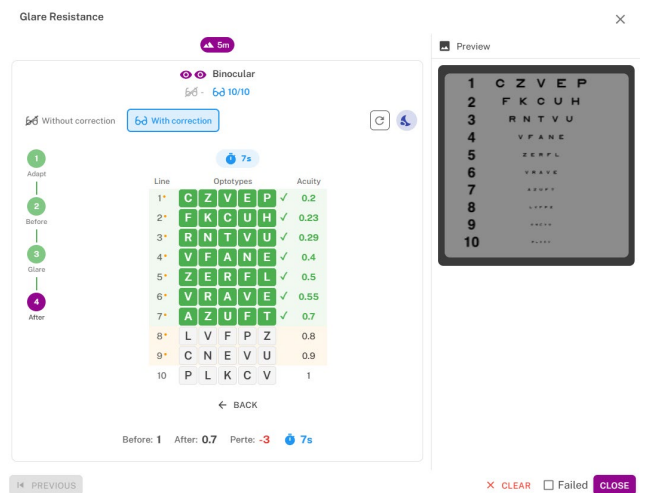 Glare Resistance
5m
Preview
Binocular
- 10/10
Without correction
With correction
1
Adapt
2
Before
3
Glare
4
After
7s
Line Optotypes Acuity
1* C Z V E P ✓ 0.2
2* F K C U H ✓ 0.23
3* R N T V U ✓ 0.29
4* V F A N E ✓ 0.4
5* Z E R F L ✓ 0.5
6* V R A V E ✓ 0.55
7* A Z U F T ✓ 0.7
8* L V F P Z 0.8
9* C N E V U 0.9
10 P L K C V 1
← BACK
Before: 1 After: 0.7 Perte: -3 7s
1 C Z V E P
2 F K C U H
3 R N T V U
4 V F A N E
5 Z E R F L
6 V R A V E
7
8
9
10
PREVIOUS
CLEAR
Failed
CLOSE